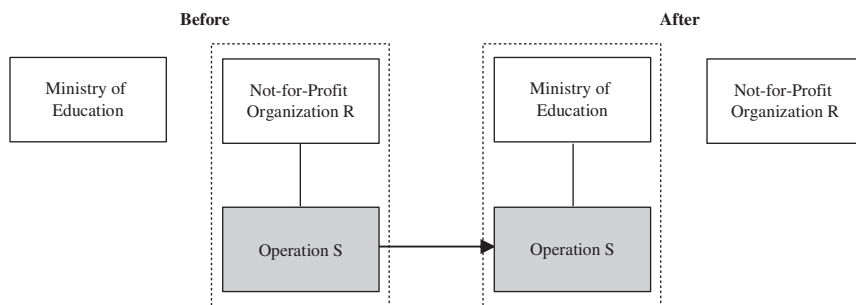 Before
After
Ministry of
Education
Not-for-Profit
Organization R
Ministry of
Education
Not-for-Profit
Organization R
Operation S
Operation S